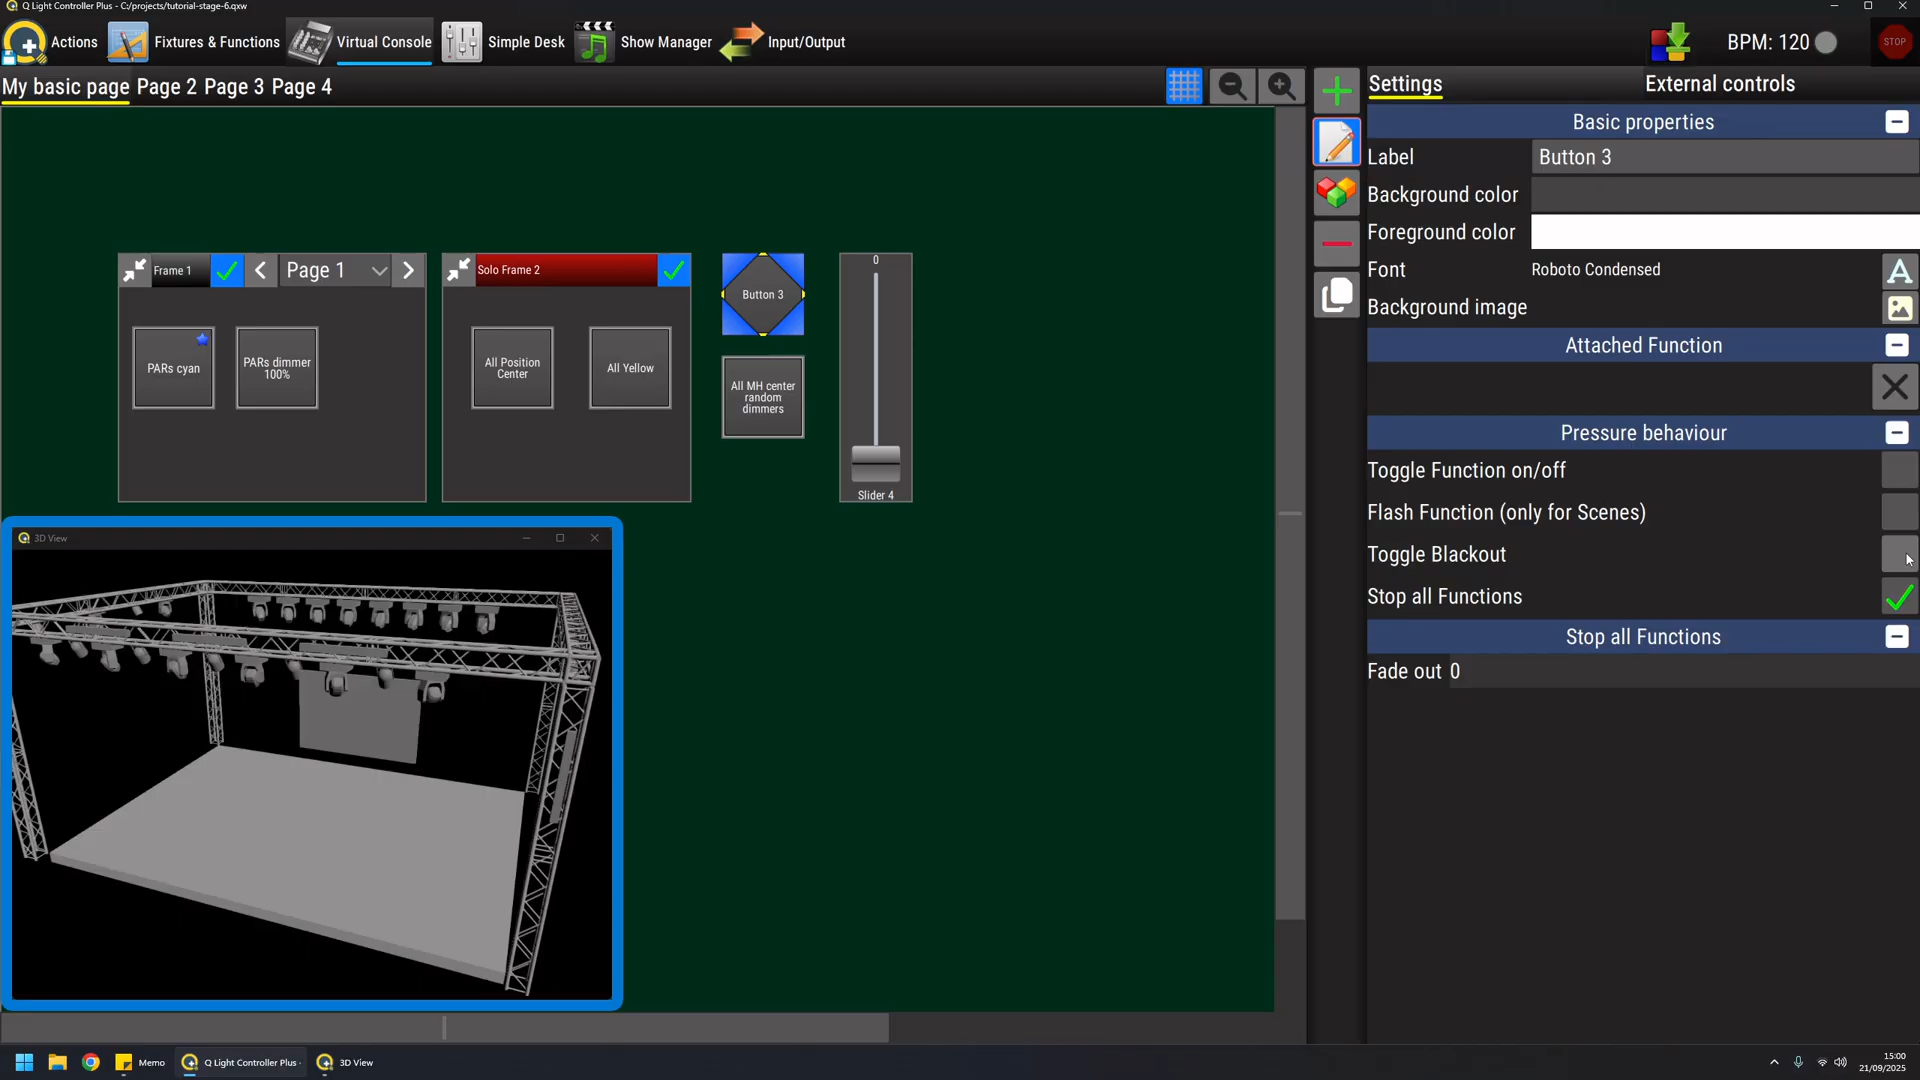 Q Light Controller Plus - C:/projects/tutorial-stage-6.qxw
Actions
Fixtures & Functions
Virtual Console
Simple Desk
Show Manager
Input/Output
BPM: 120
STOP
My basic page
Page 2
Page 3
Page 4
Settings
External controls
Basic properties
Label
Button 3
Background color
Foreground color
Font
Roboto Condensed
Background image
Attached Function
Pressure behaviour
Toggle Function on/off
Flash Function (only for Scenes)
Toggle Blackout
Stop all Functions
Stop all Functions
Fade out 0
Frame 1
Page 1
PARs cyan
PARs dimmer
100%
Solo Frame 2
All Position
Center
All Yellow
Button 3
All MH center
random
dimmers
0
Slider 4
3D View
Memo
Q Light Controller Plus -
3D View
15:00
21/09/2025